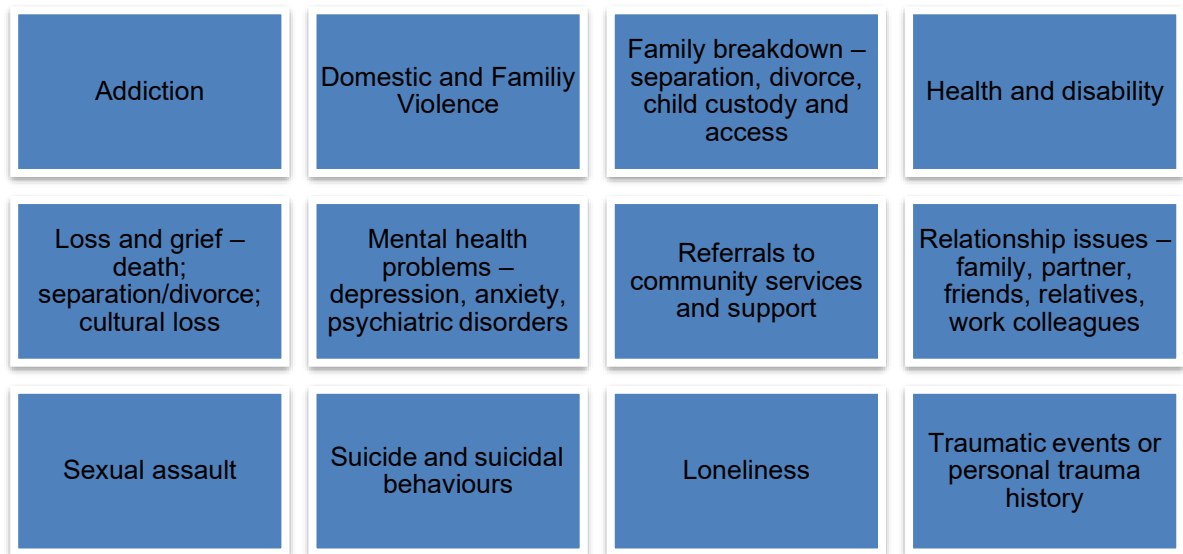 Addiction
Domestic and Familiy
Violence
Family breakdown –
separation, divorce,
child custody and
access
Health and disability
Loss and grief –
death;
separation/divorce;
cultural loss
Mental health
problems –
depression, anxiety,
psychiatric disorders
Referrals to
community services
and support
Relationship issues –
family, partner,
friends, relatives,
work colleagues
Sexual assault
Suicide and suicidal
behaviours
Loneliness
Traumatic events or
personal trauma
history